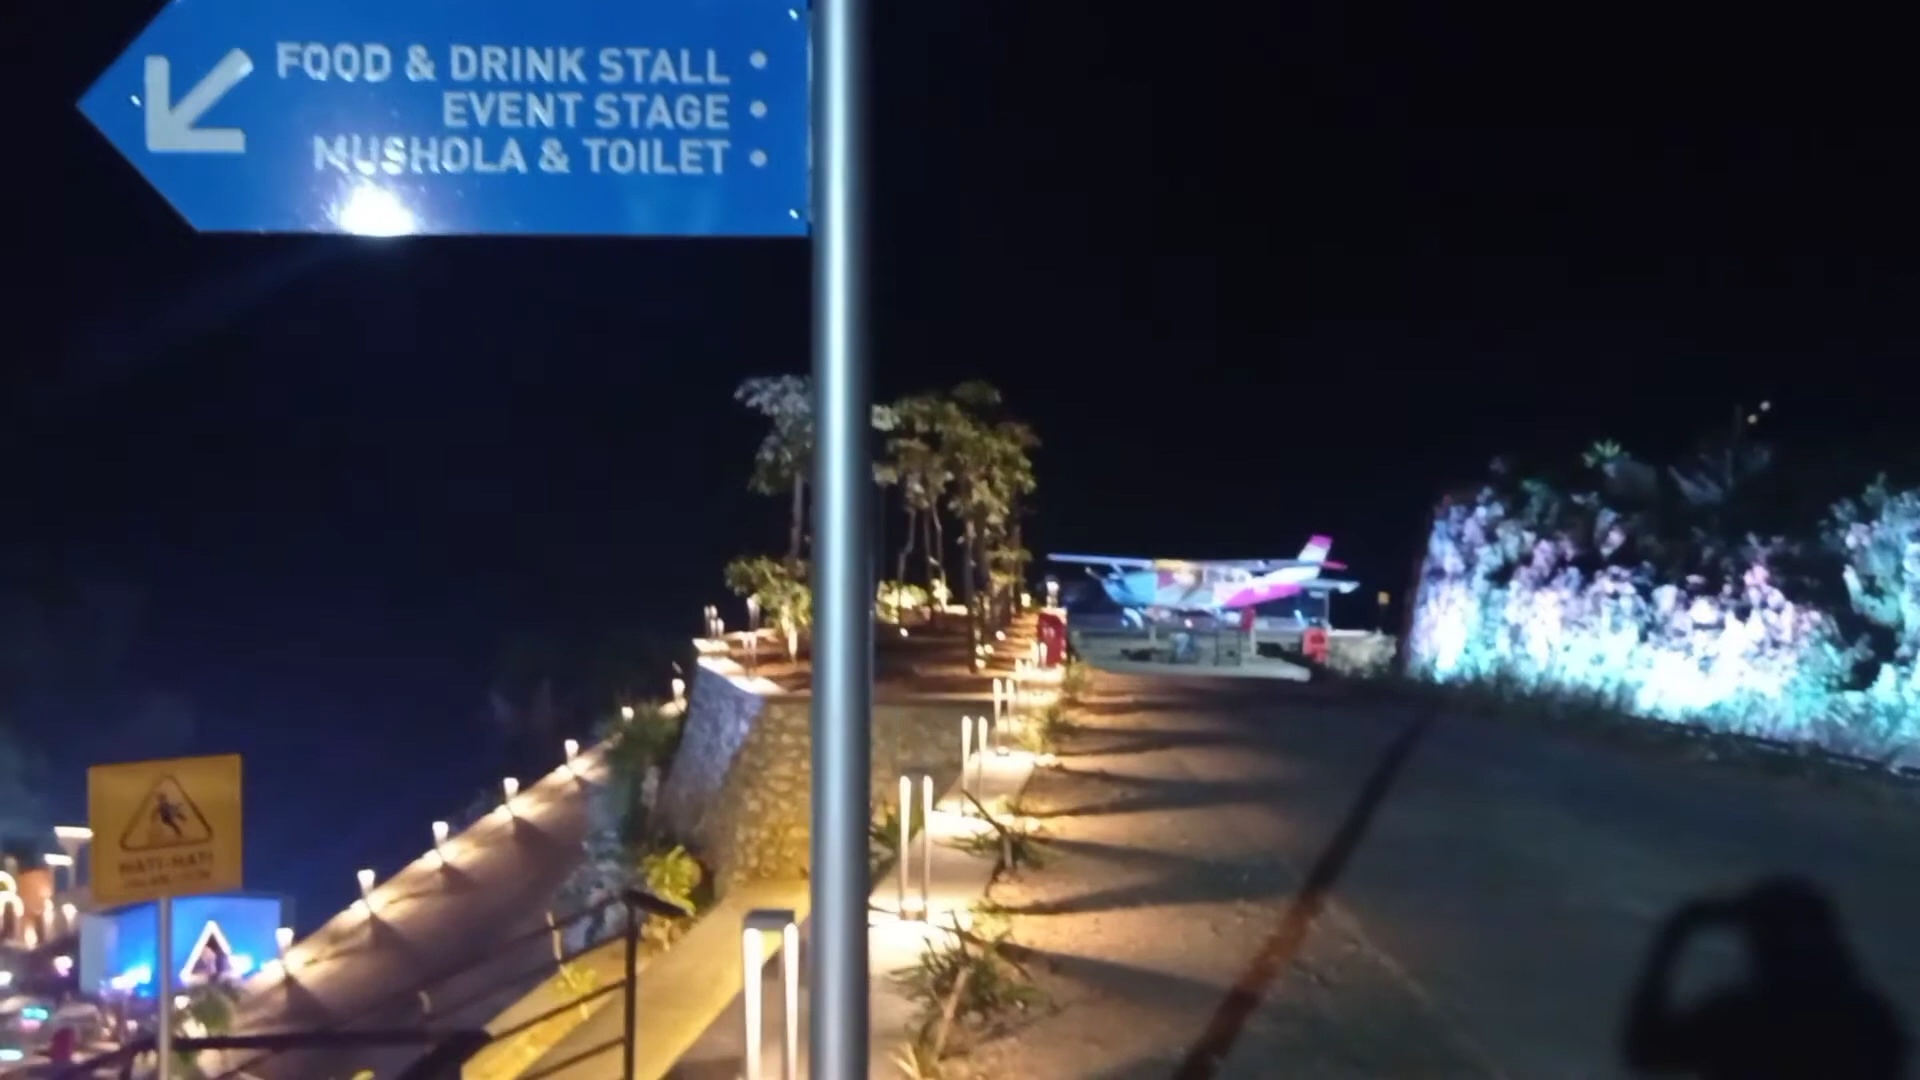 FOOD & DRINK STALL •
EVENT STAGE •
MUSHOLA & TOILET •
HATI-HATI